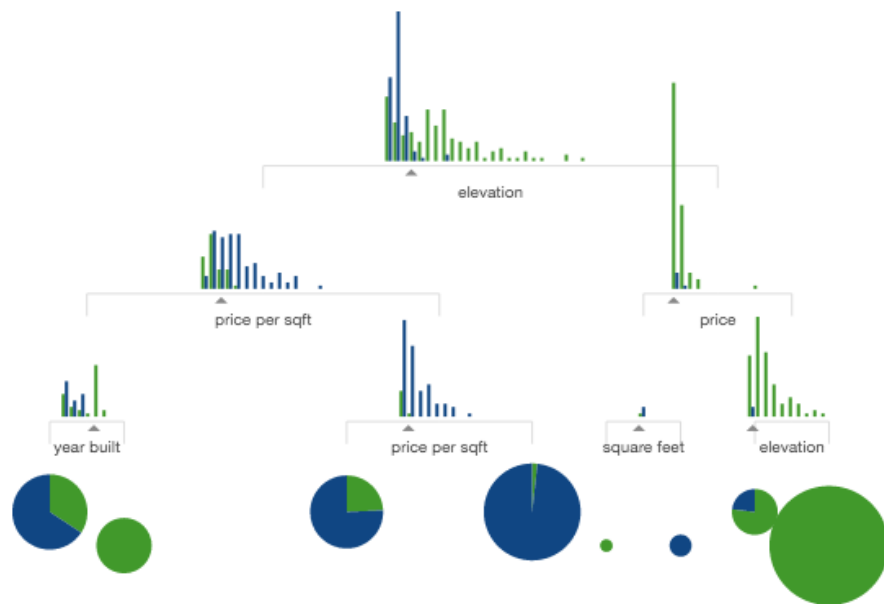 elevation
price per sqft
price
year built
price per sqft
square feet
elevation